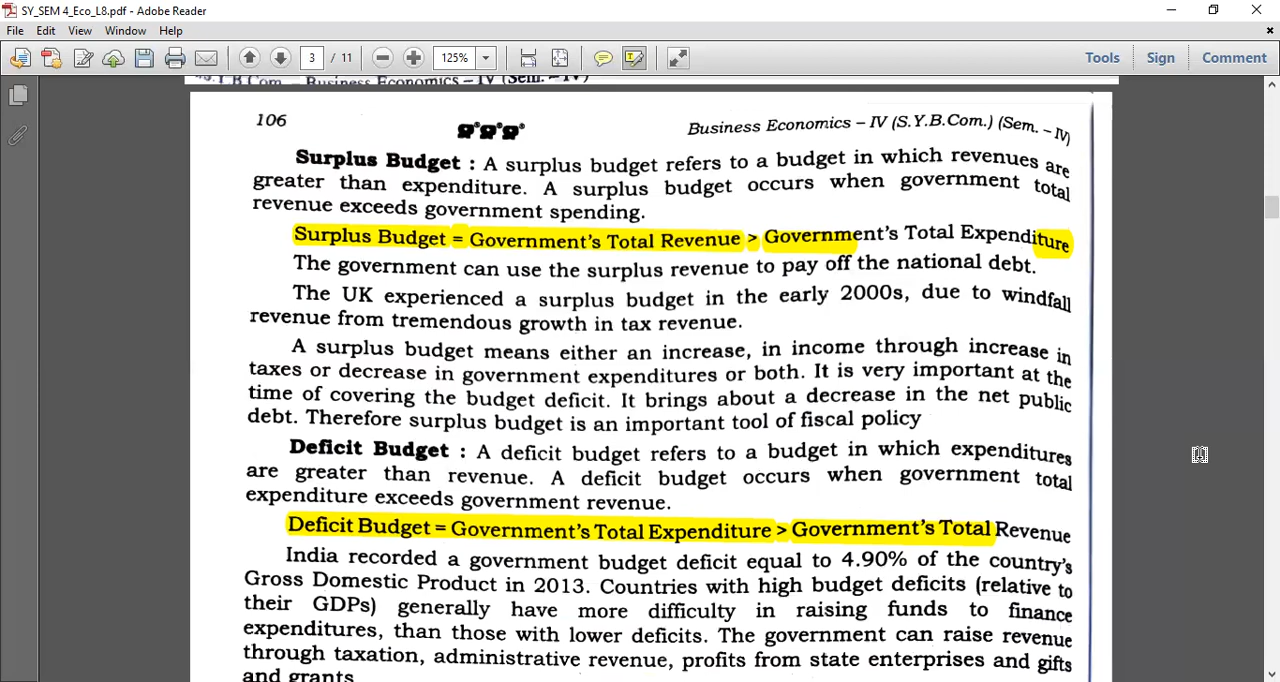 SY_SEM 4_Eco_L8.pdf - Adobe Reader
File Edit View Window Help
3 / 11 125% Tools Sign Comment
T.B.Com. – Business Economics – IV (Sem. – IV)
106 Business Economics – IV (S.Y.B.Com.) (Sem. – IV)
Surplus Budget : A surplus budget refers to a budget in which revenues are
greater than expenditure. A surplus budget occurs when government total
revenue exceeds government spending.
Surplus Budget = Government's Total Revenue > Government's Total Expenditure
The government can use the surplus revenue to pay off the national debt.
The UK experienced a surplus budget in the early 2000s, due to windfall
revenue from tremendous growth in tax revenue.
A surplus budget means either an increase, in income through increase in
taxes or decrease in government expenditures or both. It is very important at the
time of covering the budget deficit. It brings about a decrease in the net public
debt. Therefore surplus budget is an important tool of fiscal policy
Deficit Budget : A deficit budget refers to a budget in which expenditures
are greater than revenue. A deficit budget occurs when government total
expenditure exceeds government revenue.
Deficit Budget = Government's Total Expenditure > Government's Total Revenue
India recorded a government budget deficit equal to 4.90% of the country's
Gross Domestic Product in 2013. Countries with high budget deficits (relative to
their GDPs) generally have more difficulty in raising funds to finance
expenditures, than those with lower deficits. The government can raise revenue
through taxation, administrative revenue, profits from state enterprises and gifts
and grants